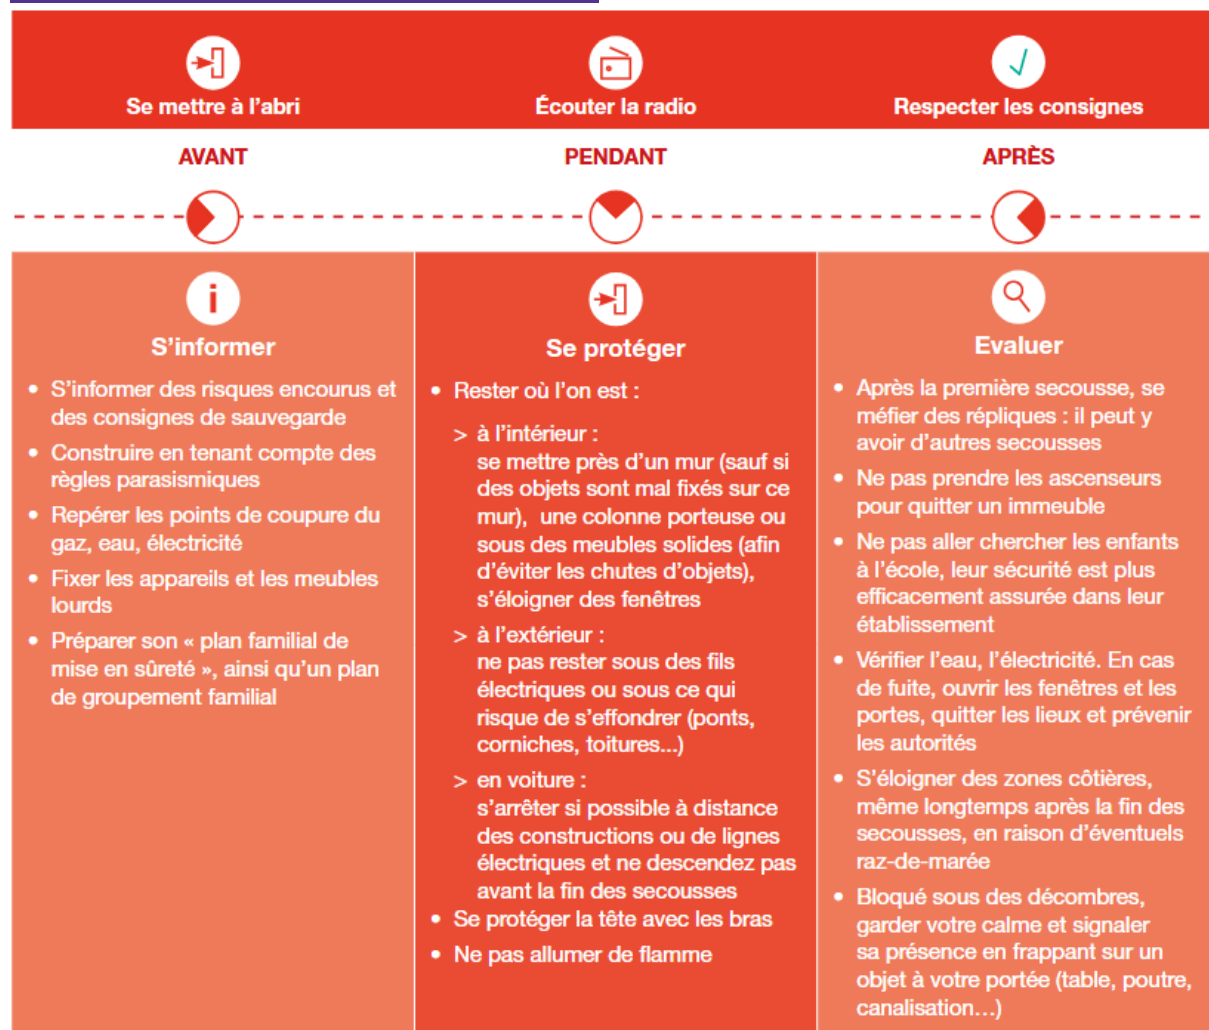 Se mettre à l'abri
Écouter la radio
Respecter les consignes
AVANT
PENDANT
APRÈS
i
S'informer
• S'informer des risques encourus et
des consignes de sauvegarde
• Construire en tenant compte des
règles parasismiques
• Repérer les points de coupure du
gaz, eau, électricité
• Fixer les appareils et les meubles
lourds
• Préparer son « plan familial de
mise en sûreté », ainsi qu'un plan
de groupement familial
Se protéger
• Rester où l'on est :
> à l'intérieur :
se mettre près d'un mur (sauf si
des objets sont mal fixés sur ce
mur), une colonne porteuse ou
sous des meubles solides (afin
d'éviter les chutes d'objets),
s'éloigner des fenêtres
> à l'extérieur :
ne pas rester sous des fils
électriques ou sous ce qui
risque de s'effondrer (ponts,
corniches, toitures...)
> en voiture :
s'arrêter si possible à distance
des constructions ou de lignes
électriques et ne descendez pas
avant la fin des secousses
• Se protéger la tête avec les bras
• Ne pas allumer de flamme
Evaluer
• Après la première secousse, se
méfier des répliques : il peut y
avoir d'autres secousses
• Ne pas prendre les ascenseurs
pour quitter un immeuble
• Ne pas aller chercher les enfants
à l'école, leur sécurité est plus
efficacement assurée dans leur
établissement
• Vérifier l'eau, l'électricité. En cas
de fuite, ouvrir les fenêtres et les
portes, quitter les lieux et prévenir
les autorités
• S'éloigner des zones côtières,
même longtemps après la fin des
secousses, en raison d'éventuels
raz-de-marée
• Bloqué sous des décombres,
garder votre calme et signaler
sa présence en frappant sur un
objet à votre portée (table, poutre,
canalisation…)